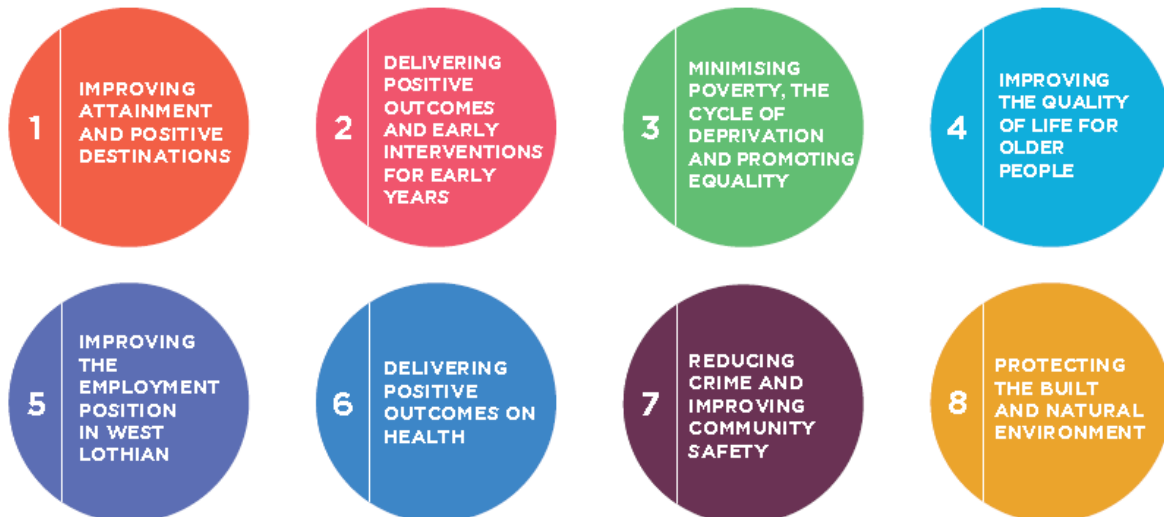 1
IMPROVING
ATTAINMENT
AND POSITIVE
DESTINATIONS
2
DELIVERING
POSITIVE
OUTCOMES
AND EARLY
INTERVENTIONS
FOR EARLY
YEARS
3
MINIMISING
POVERTY, THE
CYCLE OF
DEPRIVATION
AND PROMOTING
EQUALITY
4
IMPROVING
THE QUALITY
OF LIFE FOR
OLDER
PEOPLE
5
IMPROVING
THE
EMPLOYMENT
POSITION
IN WEST
LOTHIAN
6
DELIVERING
POSITIVE
OUTCOMES ON
HEALTH
7
REDUCING
CRIME AND
IMPROVING
COMMUNITY
SAFETY
8
PROTECTING
THE BUILT
AND NATURAL
ENVIRONMENT